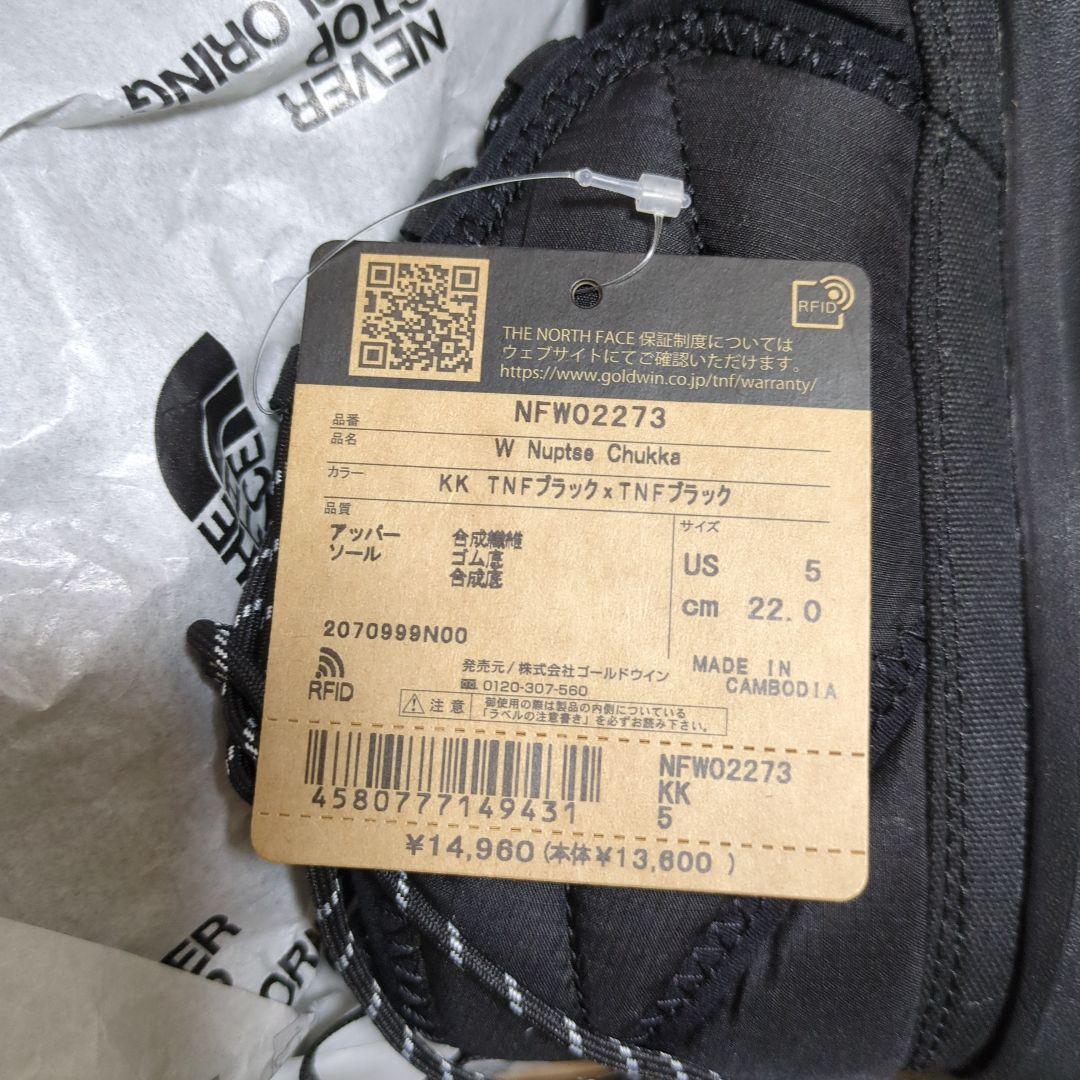 NEVER
STOP
EXPLORING
THE NORTH FACE 保証制度については
ウェブサイトにてご確認いただけます。
https://www.goldwin.co.jp/tnf/warranty/
RFID
品番 NFW02273
品名 W Nuptse Chukka
カラー KK TNFブラック×TNFブラック
品質
アッパー 合成繊維
ソール ゴム底
合成底
サイズ
US 5
cm 22.0
2070999N00
RFID
発売元/株式会社ゴールドウイン
0120-307-560
MADE IN
CAMBODIA
注意
御使用の際は製品の内側についている
「ラベルの注意書き」を必ずお読み下さい。
4580777149431
NFW02273
KK
5
¥14,960(本体¥13,600 )